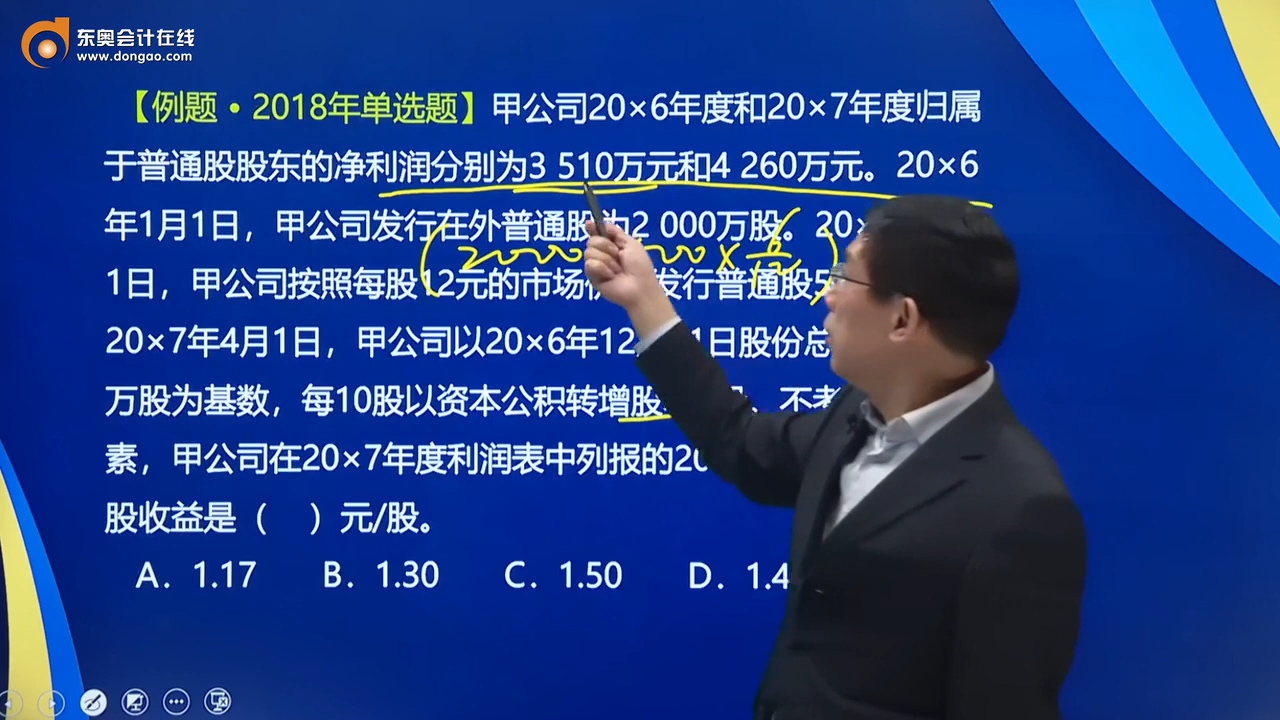 东奥会计在线
www.dongao.com
【例题·2018年单选题】甲公司20×6年度和20×7年度归属
于普通股股东的净利润分别为3 510万元和4 260万元。20×6
年1月1日，甲公司发行在外普通股为2 000万股。20×
(2000 00×6/12)
1日，甲公司按照每股12元的市场 发行普通股5
20×7年4月1日，甲公司以20×6年12 1日股份总
万股为基数，每10股以资本公积转增股 不
素，甲公司在20×7年度利润表中列报的20
股收益是（ ）元/股。
A．1.17 B．1.30 C．1.50 D．1.4